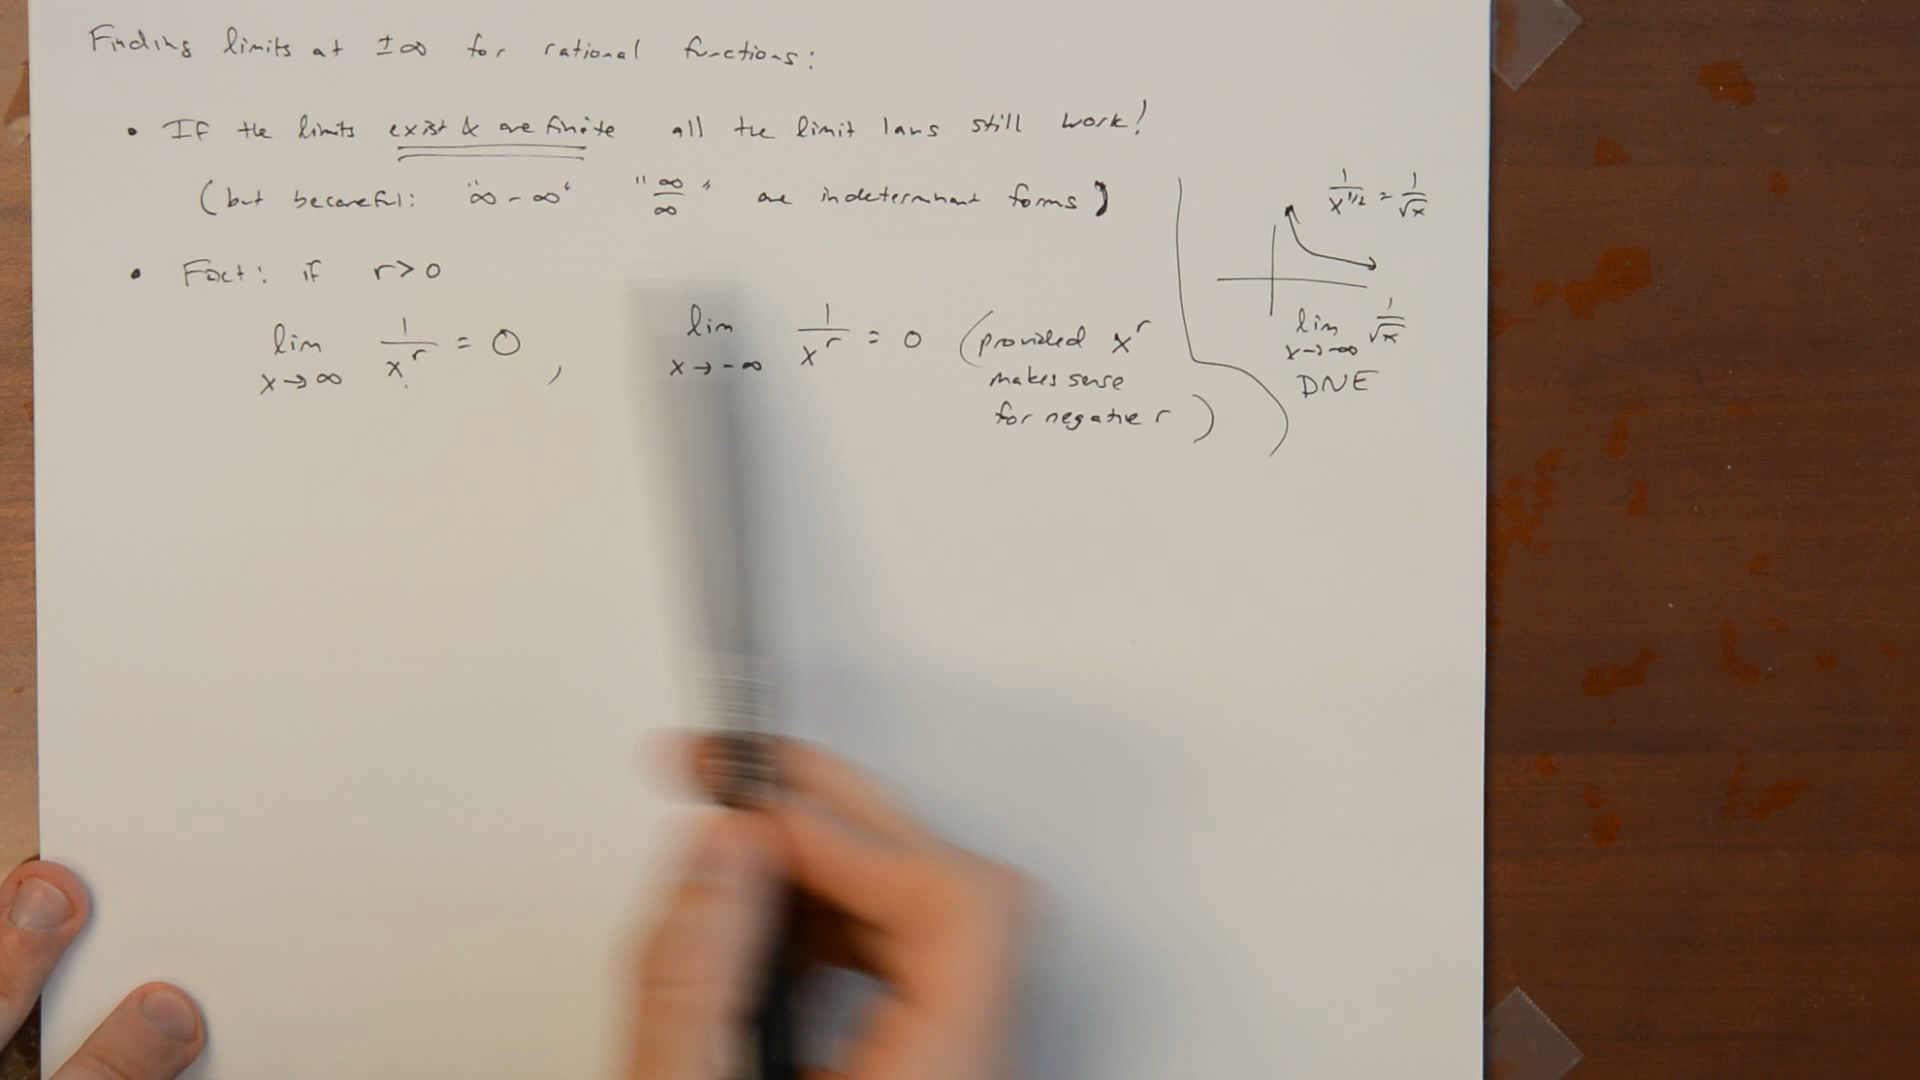 Finding limits at ±∞ for rational functions:
• If the limits exist & are finite all the limit laws still work!
(but becareful: "∞ - ∞" "∞/∞" are indeterminant forms)
• Fact: if r>0
lim x→∞ 1/x^r = 0, lim x→-∞ 1/x^r = 0 (provided x^r
makes sense
for negative r)
1/x^1/2 = 1/√x
lim x→-∞ 1/√x
DNE